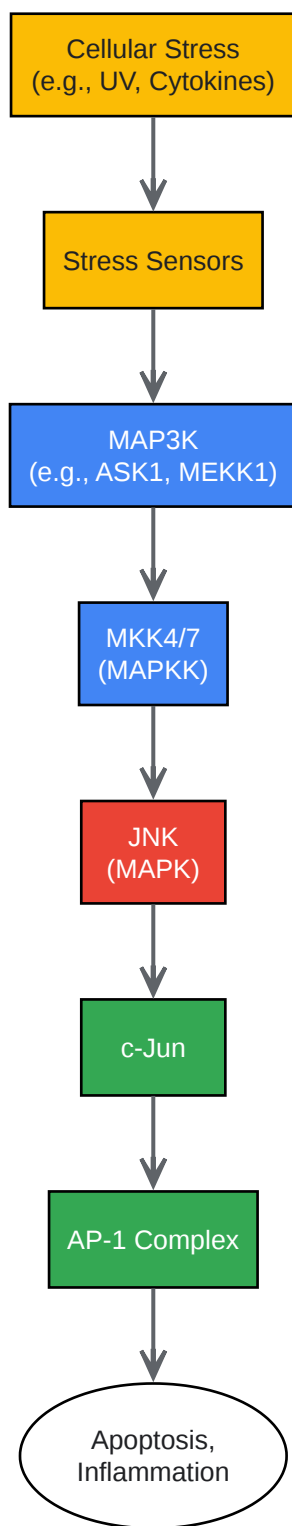 Cellular Stress
(e.g., UV, Cytokines)
Stress Sensors
MAP3K
(e.g., ASK1, MEKK1)
MKK4/7
(MAPKK)
JNK
(MAPK)
c-Jun
AP-1 Complex
Apoptosis,
Inflammation